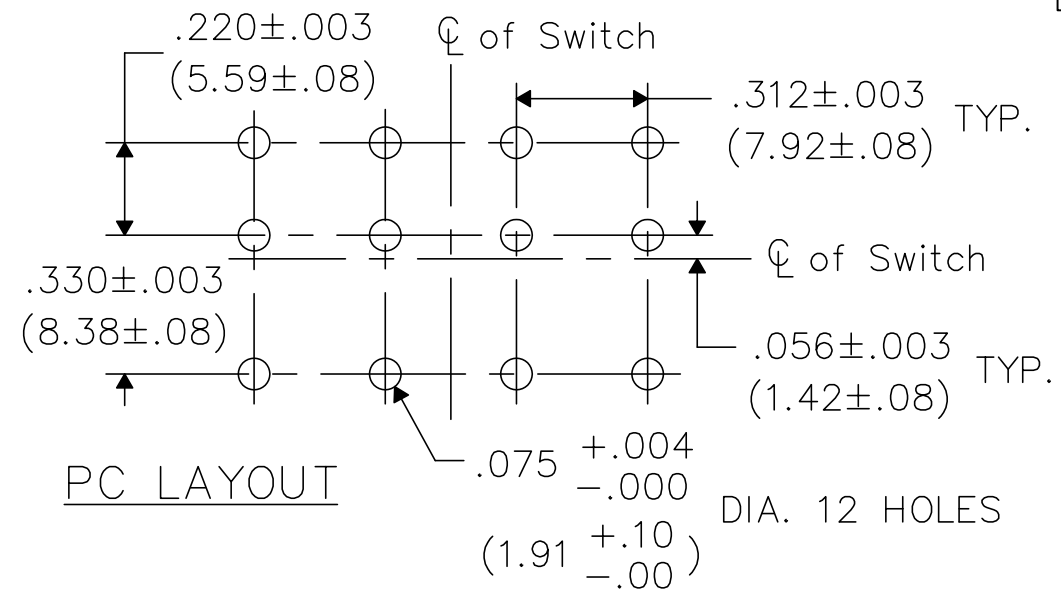 .220±.003
(5.59±.08)
℄ of Switch
.312±.003
(7.92±.08)
TYP.
℄ of Switch
.330±.003
(8.38±.08)
.056±.003
(1.42±.08)
TYP.
.075 +.004
-.000
(1.91 +.10
-.00 )
DIA. 12 HOLES
PC LAYOUT